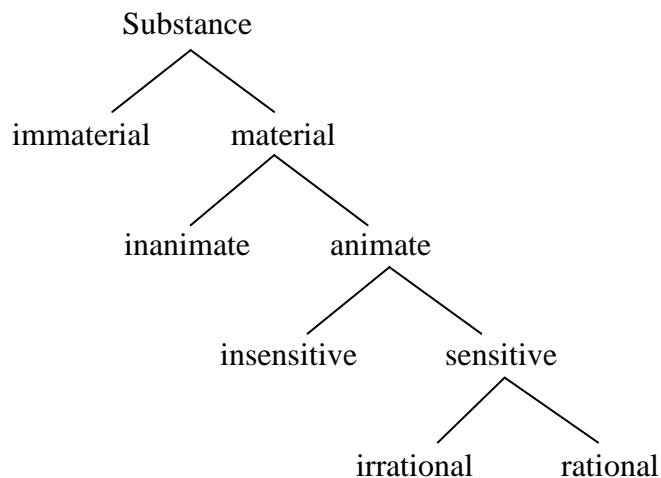 Substance
immaterial material
inanimate animate
insensitive sensitive
irrational rational